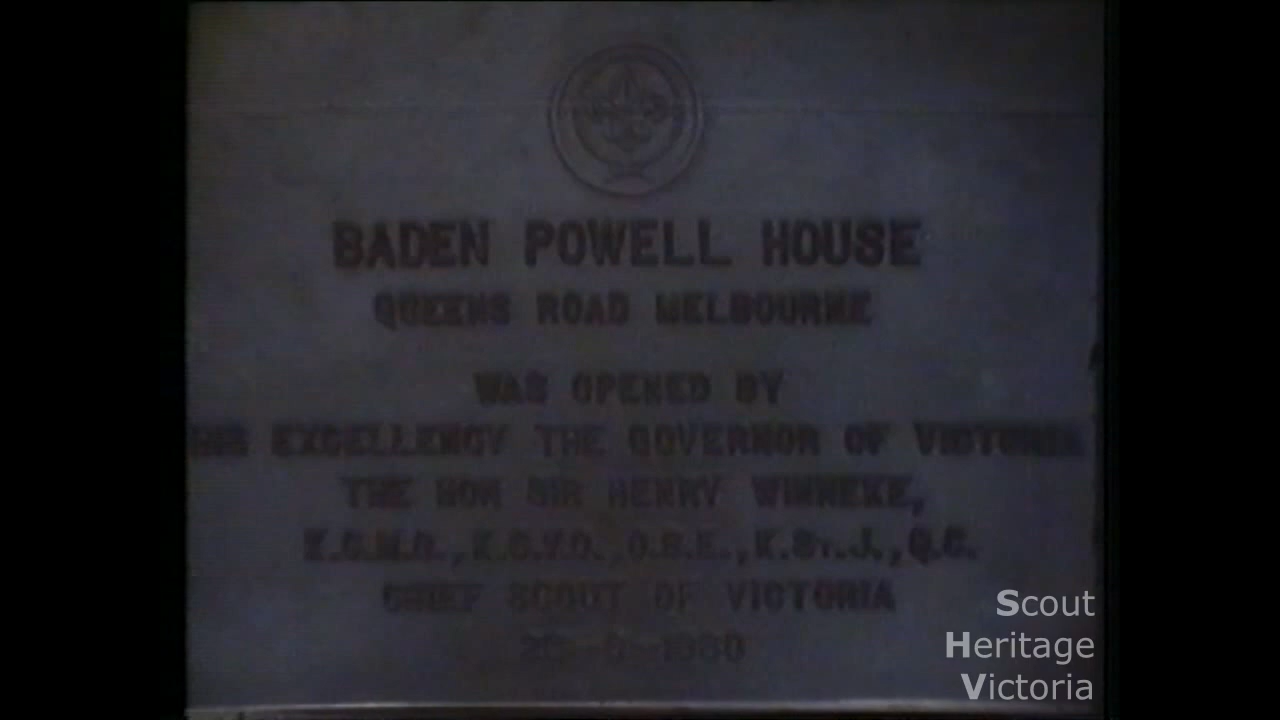 BADEN POWELL HOUSE
QUEENS ROAD MELBOURNE
WAS OPENED BY
HIS EXCELLENCY THE GOVERNOR OF VICTORIA
THE HON SIR HENRY WINNEKE,
K.C.M.G., K.C.V.O., O.B.E., K.ST.J., Q.C.
CHIEF SCOUT OF VICTORIA
Scout
Heritage
Victoria